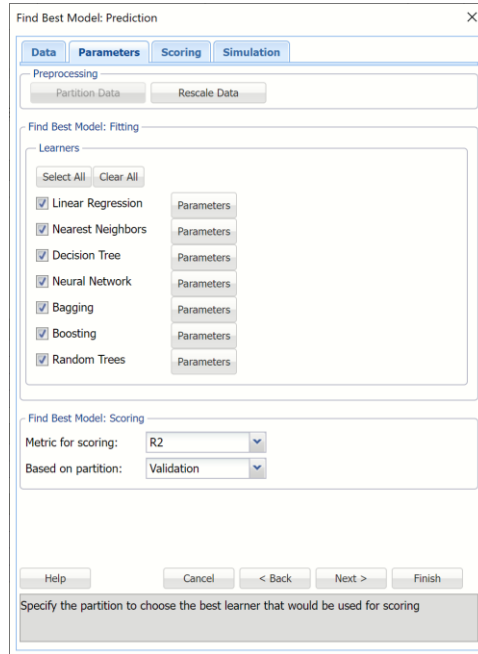 Find Best Model: Prediction
Data Parameters Scoring Simulation
Preprocessing
Partition Data Rescale Data
Find Best Model: Fitting
Learners
Select All Clear All
Linear Regression Parameters
Nearest Neighbors Parameters
Decision Tree Parameters
Neural Network Parameters
Bagging Parameters
Boosting Parameters
Random Trees Parameters
Find Best Model: Scoring
Metric for scoring: R2
Based on partition: Validation
Help Cancel < Back Next > Finish
Specify the partition to choose the best learner that would be used for scoring